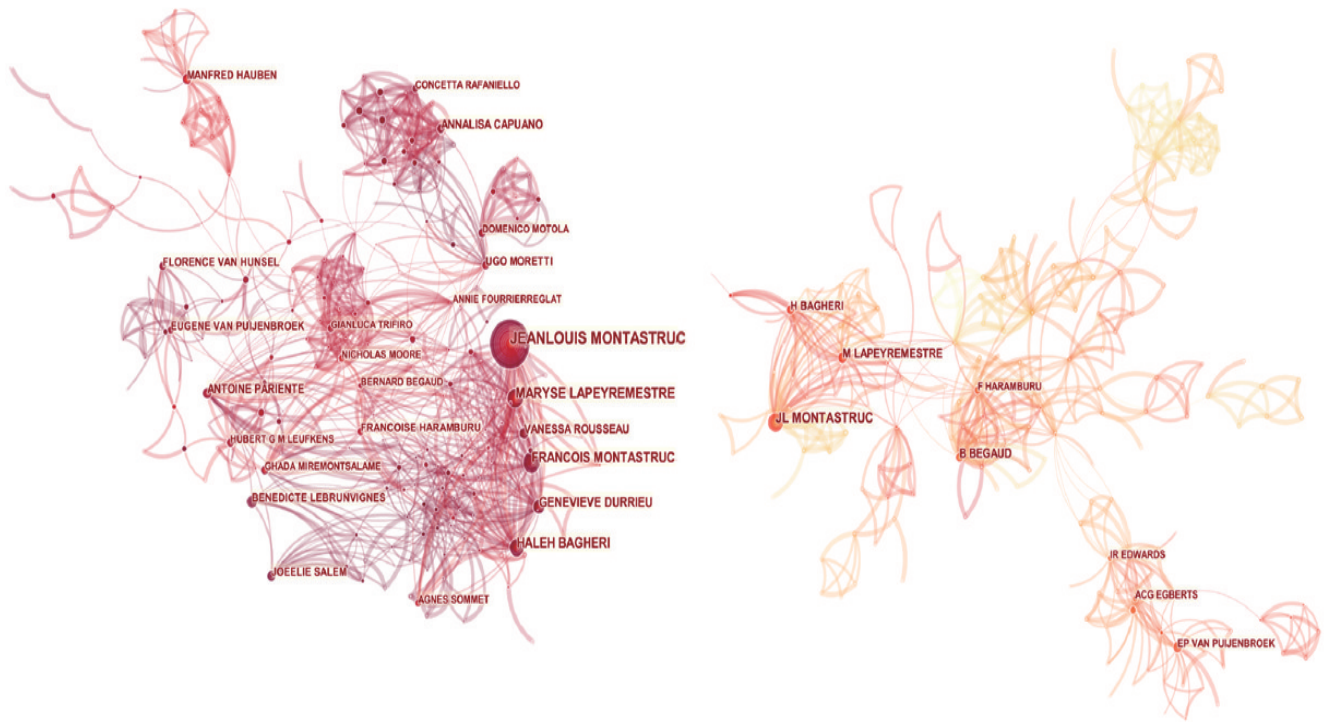 MANFRED HAUBEN
CONCETTA RAFANIELLO
ANNALISA CAPUANO
DOMENICO MOTOLA
UGO MORETTI
FLORENCE VAN HUNSEL
ANNIE FOURRIERREGLAT
EUGENE VAN PUIJENBROEK
GIANLUCA TRIFIRO
JEANLOUIS MONTASTRUC
NICHOLAS MOORE
BERNARD BEGAUD
ANTOINE PÂRIENTE
MARYSE LAPEYREMESTRE
FRANCOISE HARAMBURU
VANESSA ROUSSEAU
HUBERT G M LEUFKENS
FRANCOIS MONTASTRUC
GHADA MIREMONTSALAME
BENEDICTE LEBRUNVIGNES
GENEVIEVE DURRIEU
HALEH BAGHERI
JOEELIE SALEM
AGNES SOMMET
H BAGHERI
M LAPEYREMESTRE
F HARAMBURU
JL MONTASTRUC
B BEGAUD
IR EDWARDS
ACG EGBERTS
EP VAN PUIJENBROEK